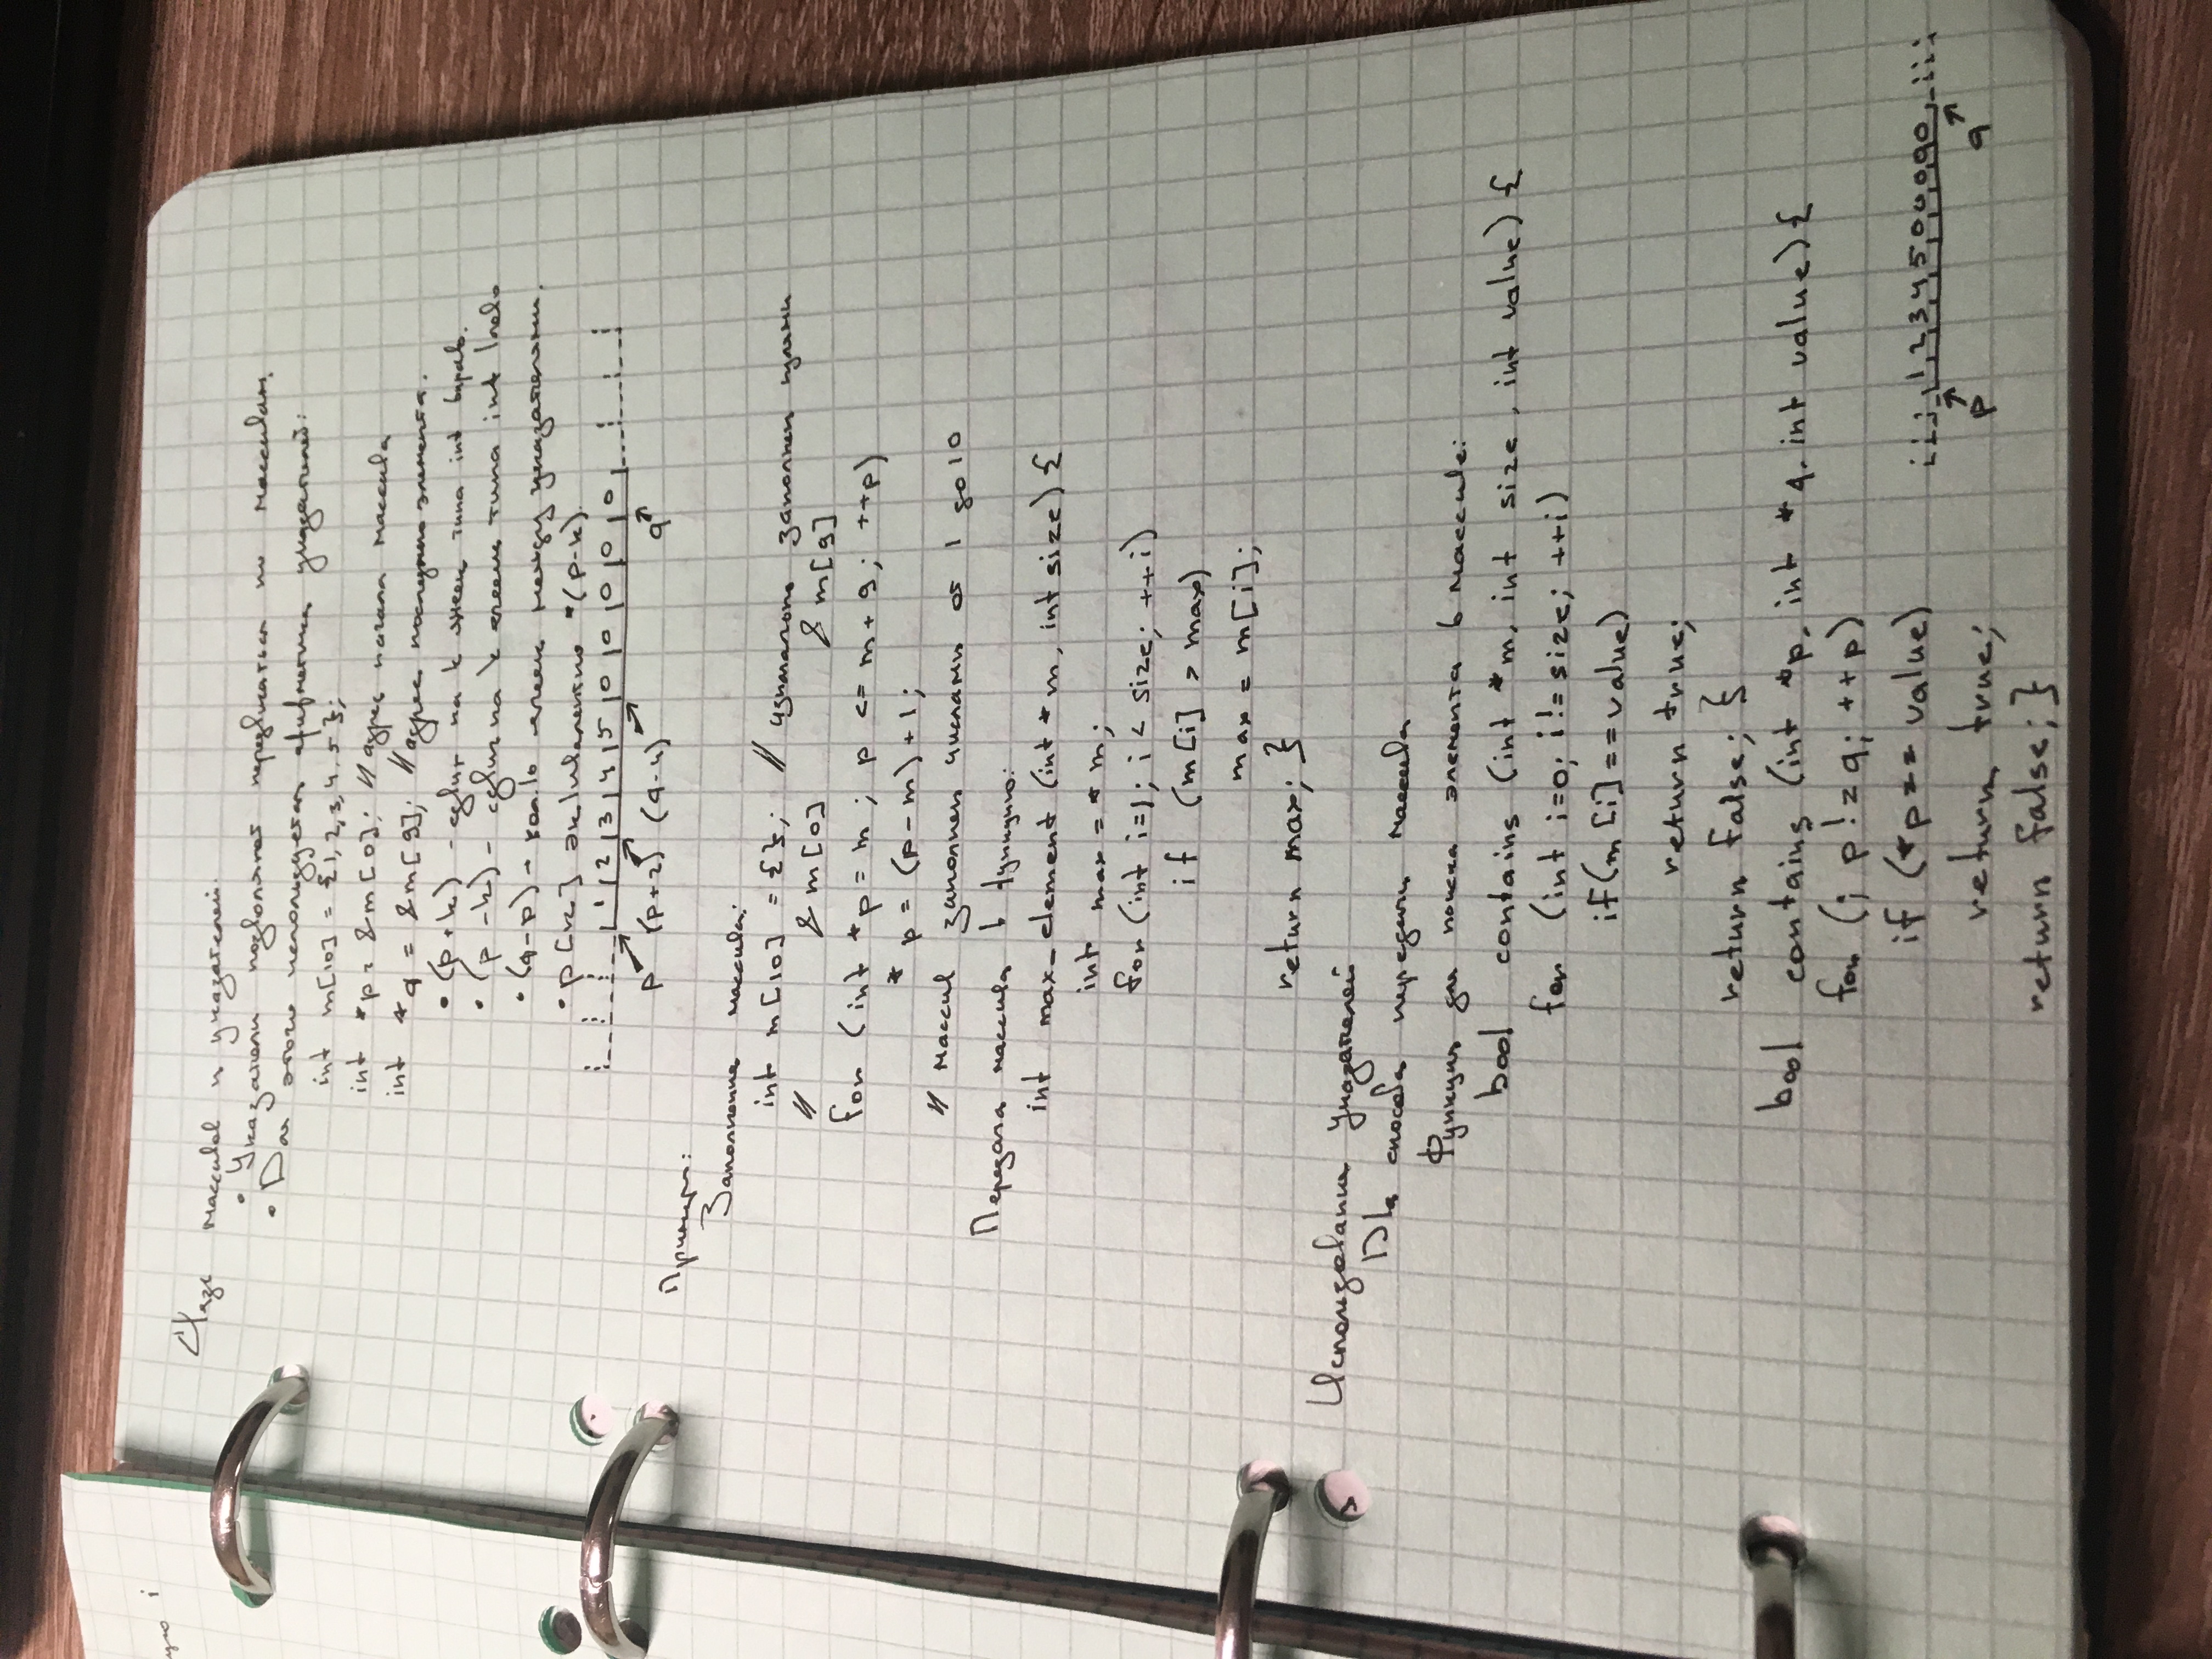 i
Связь массивов и указателей.
• Указатели позволяют передвигаться по массивам.
• Для этого используется арифметика указателей:
int m[10] = {1, 2, 3, 4, 5};
int *p = &m[0]; // адрес начала массива
int *q = &m[9]; // адрес последнего элемента.
• (p+k) - сдвиг на k ячеек типа int вправо.
• (p-k) - сдвиг на k ячеек типа int влево
• (q-p) - кол-во ячеек между указателями.
• p[k] эквивалентно *(p-k).
1 2 3 4 5 0 0 0 0 0
p (p+2) (q-4) q
Примеры:
Заполнение массива:
int m[10] = {}; // изначально заполнен нулями
// &m[0] &m[9]
for (int *p = m; p <= m+9; ++p)
*p = (p-m)+1;
// массив заполнен числами от 1 до 10
Передача массива в функцию:
int max_element (int *m, int size) {
int max = *m;
for (int i=1; i < size; ++i)
if (m[i] > max)
max = m[i];
return max; }
Использование указателей
Два способа передачи массива
Функция для поиска элемента в массиве:
bool contains (int *m, int size, int value) {
for (int i=0; i != size; ++i)
if (m[i] == value)
return true;
return false; }
bool contains (int *p, int *q, int value) {
for (; p != q; ++p)
if (*p == value)
1 2 3 4 5 0 0 0 0 0
return true;
p q
return false; }